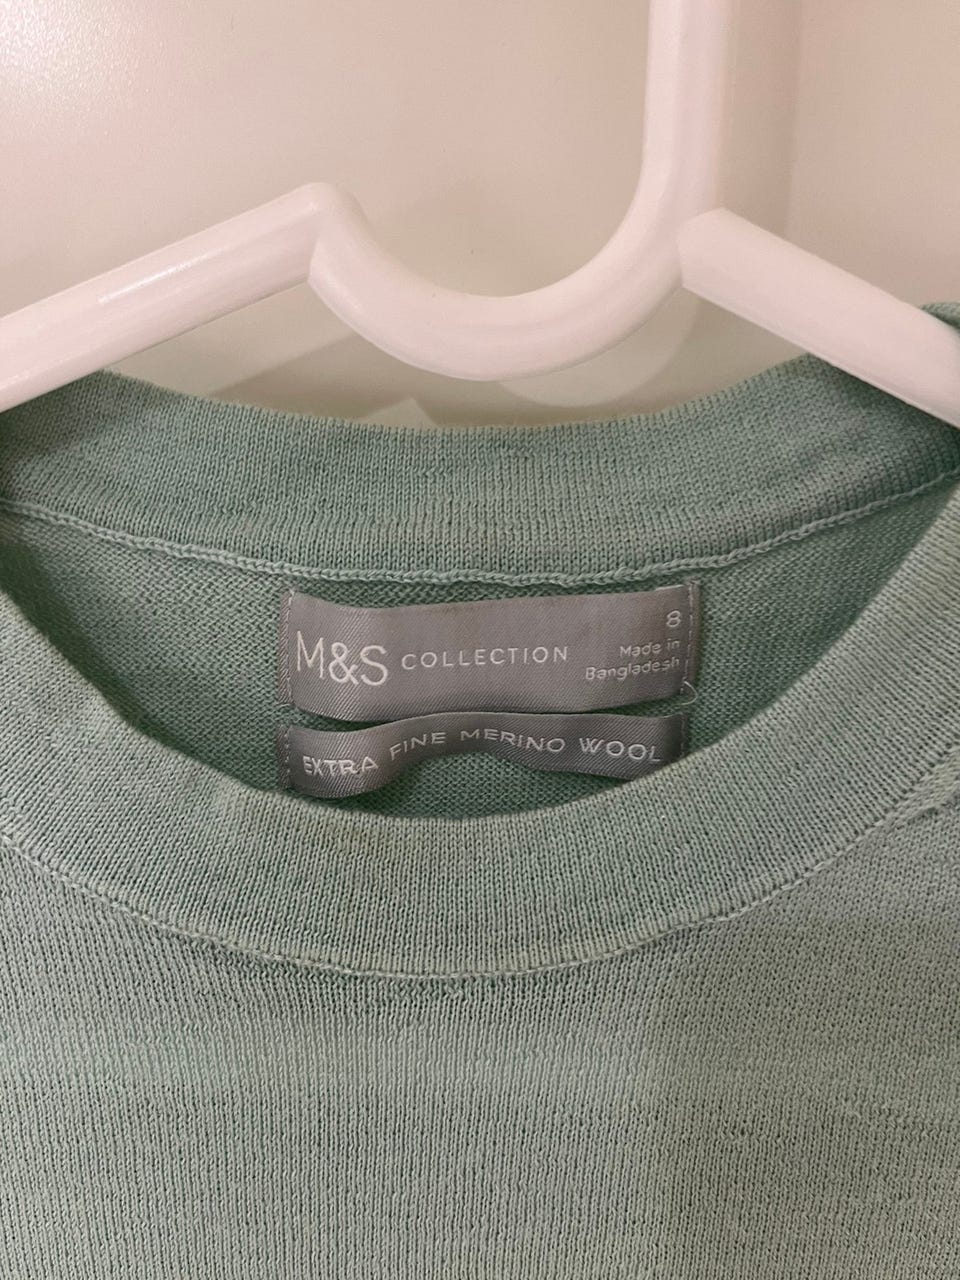 M&S COLLECTION
8
Made in
Bangladesh
EXTRA FINE MERINO WOOL